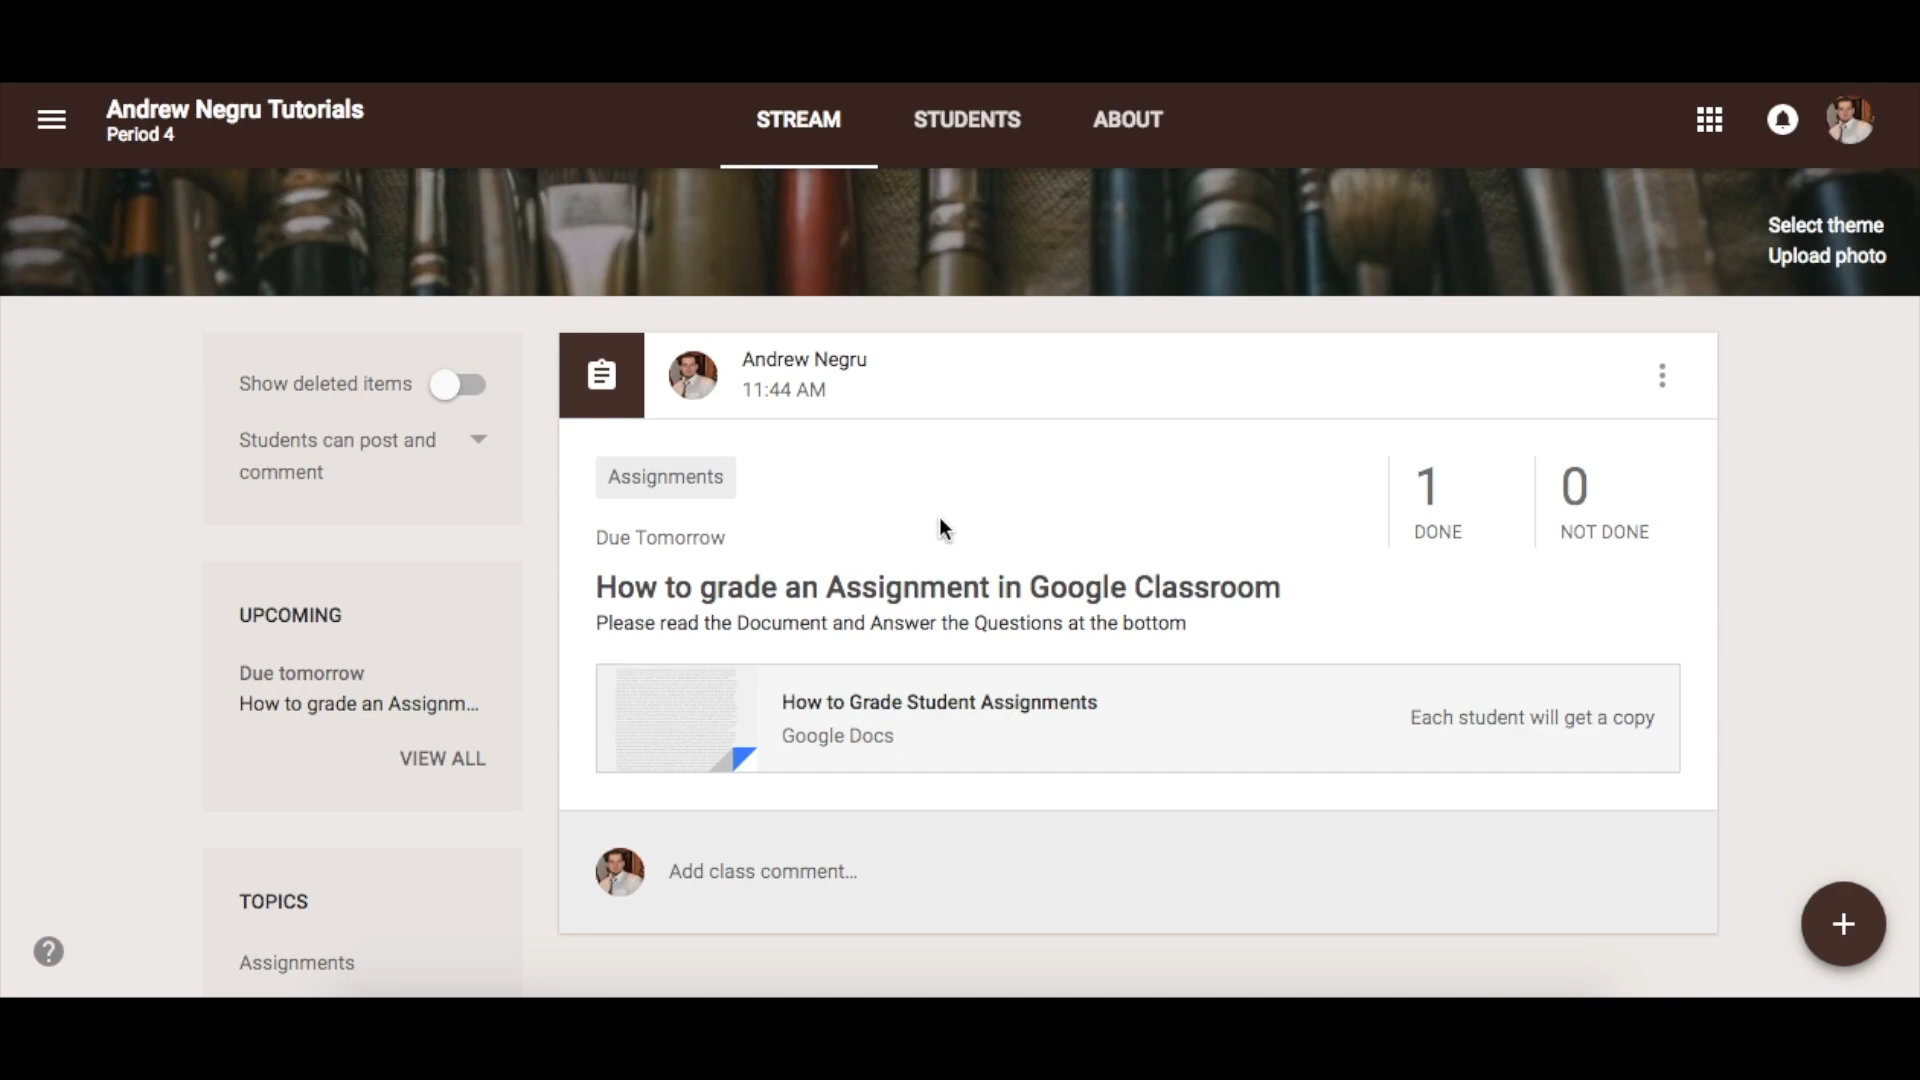 Andrew Negru Tutorials
Period 4
STREAM
STUDENTS
ABOUT
Select theme
Upload photo
Show deleted items
Students can post and
comment
UPCOMING
Due tomorrow
How to grade an Assignm...
VIEW ALL
TOPICS
Assignments
Andrew Negru
11:44 AM
Assignments
1
DONE
0
NOT DONE
Due Tomorrow
How to grade an Assignment in Google Classroom
Please read the Document and Answer the Questions at the bottom
How to Grade Student Assignments
Google Docs
Each student will get a copy
Add class comment...